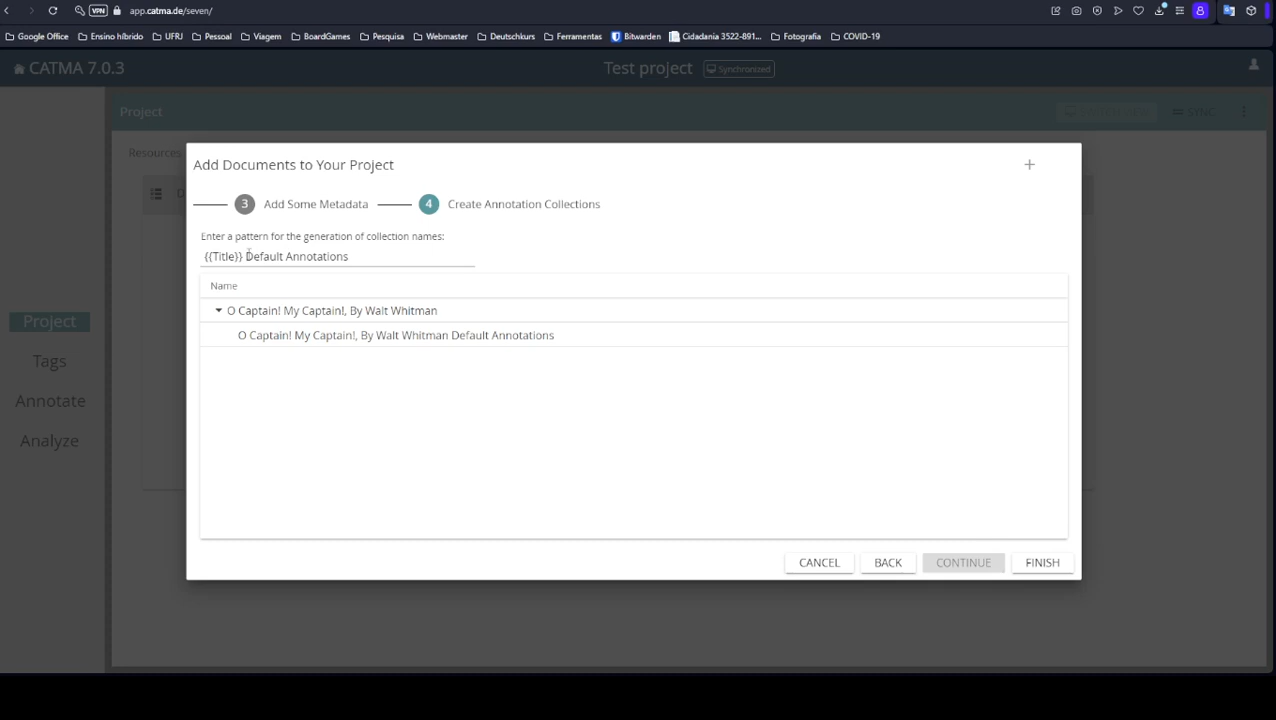 VPN app.catma.de/seven/
Google Office Ensino híbrido UFRJ Pessoal Viagem BoardGames Pesquisa Webmaster Deutschkurs Ferramentas Bitwarden Cidadania 3522-891... Fotografia COVID-19
CATMA 7.0.3 Test project Synchronized
Project SYNC
Resources
Add Documents to Your Project
3 Add Some Metadata 4 Create Annotation Collections
Enter a pattern for the generation of collection names:
{{Title}} Default Annotations
Name
O Captain! My Captain!, By Walt Whitman
O Captain! My Captain!, By Walt Whitman Default Annotations
Project
Tags
Annotate
Analyze
CANCEL BACK CONTINUE FINISH